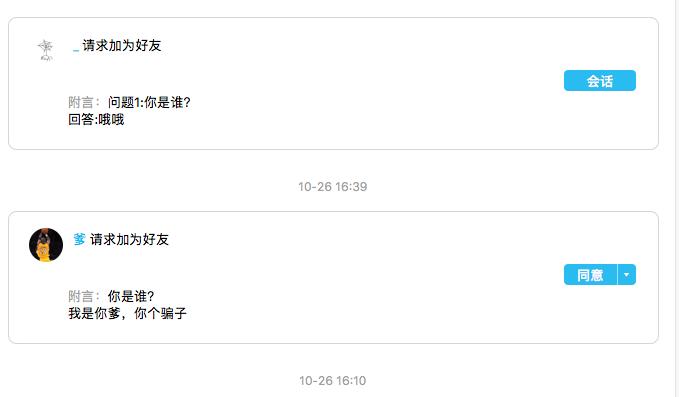 _ 请求加为好友
会话
附言：问题1:你是谁?
回答:哦哦
10-26 16:39
爹 请求加为好友
同意
附言：你是谁?
我是你爹，你个骗子
10-26 16:10